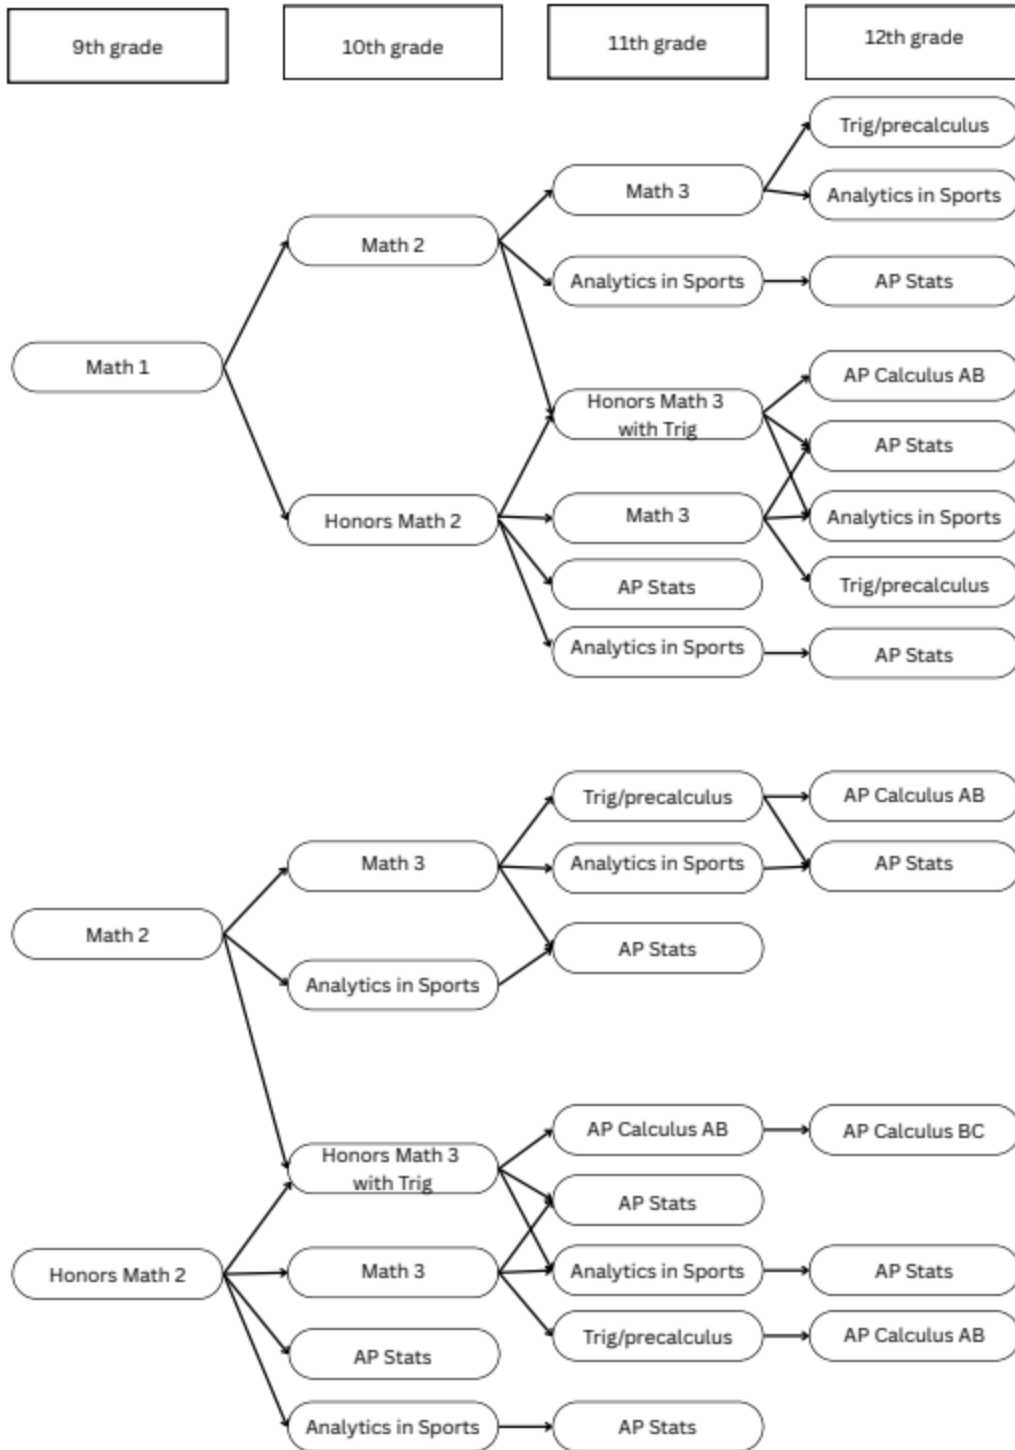 9th grade
10th grade
11th grade
12th grade
Trig/precalculus
Math 3
Analytics in Sports
Math 2
Analytics in Sports
AP Stats
Math 1
AP Calculus AB
Honors Math 3
with Trig
AP Stats
Honors Math 2
Math 3
Analytics in Sports
AP Stats
Trig/precalculus
Analytics in Sports
AP Stats
Trig/precalculus
AP Calculus AB
Math 3
Analytics in Sports
AP Stats
Math 2
AP Stats
Analytics in Sports
AP Calculus AB
AP Calculus BC
Honors Math 3
with Trig
AP Stats
Honors Math 2
Math 3
Analytics in Sports
AP Stats
Trig/precalculus
AP Calculus AB
AP Stats
Analytics in Sports
AP Stats